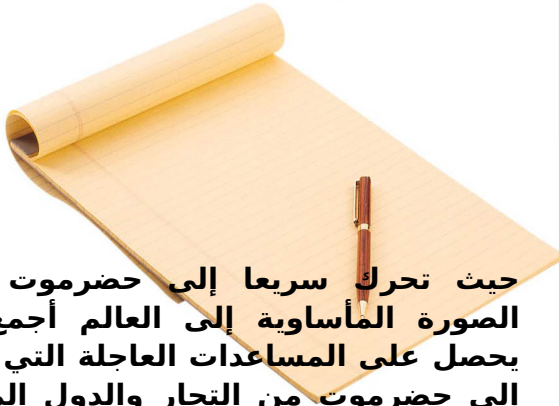 حيث تحرك سريعا إلى حضرموت
الصورة المأساوية إلى العالم أجمع
يحصل على المساعدات العاجلة التي
إلى حضرموت من التجار والدول